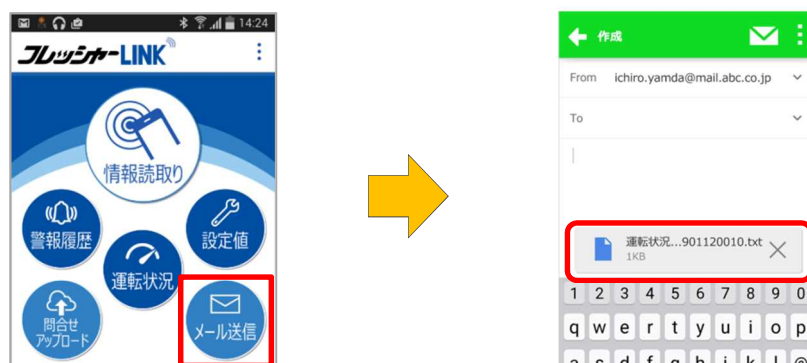 14:24
フレッシャーLINK
情報読取り
警報履歴
設定値
運転状況
問合せ
アップロード
メール送信
作成
From ichiro.yamda@mail.abc.co.jp
To
運転状況...901120010.txt
1KB
1 2 3 4 5 6 7 8 9 0
q w e r t y u i o p
a s d f g h j k l @